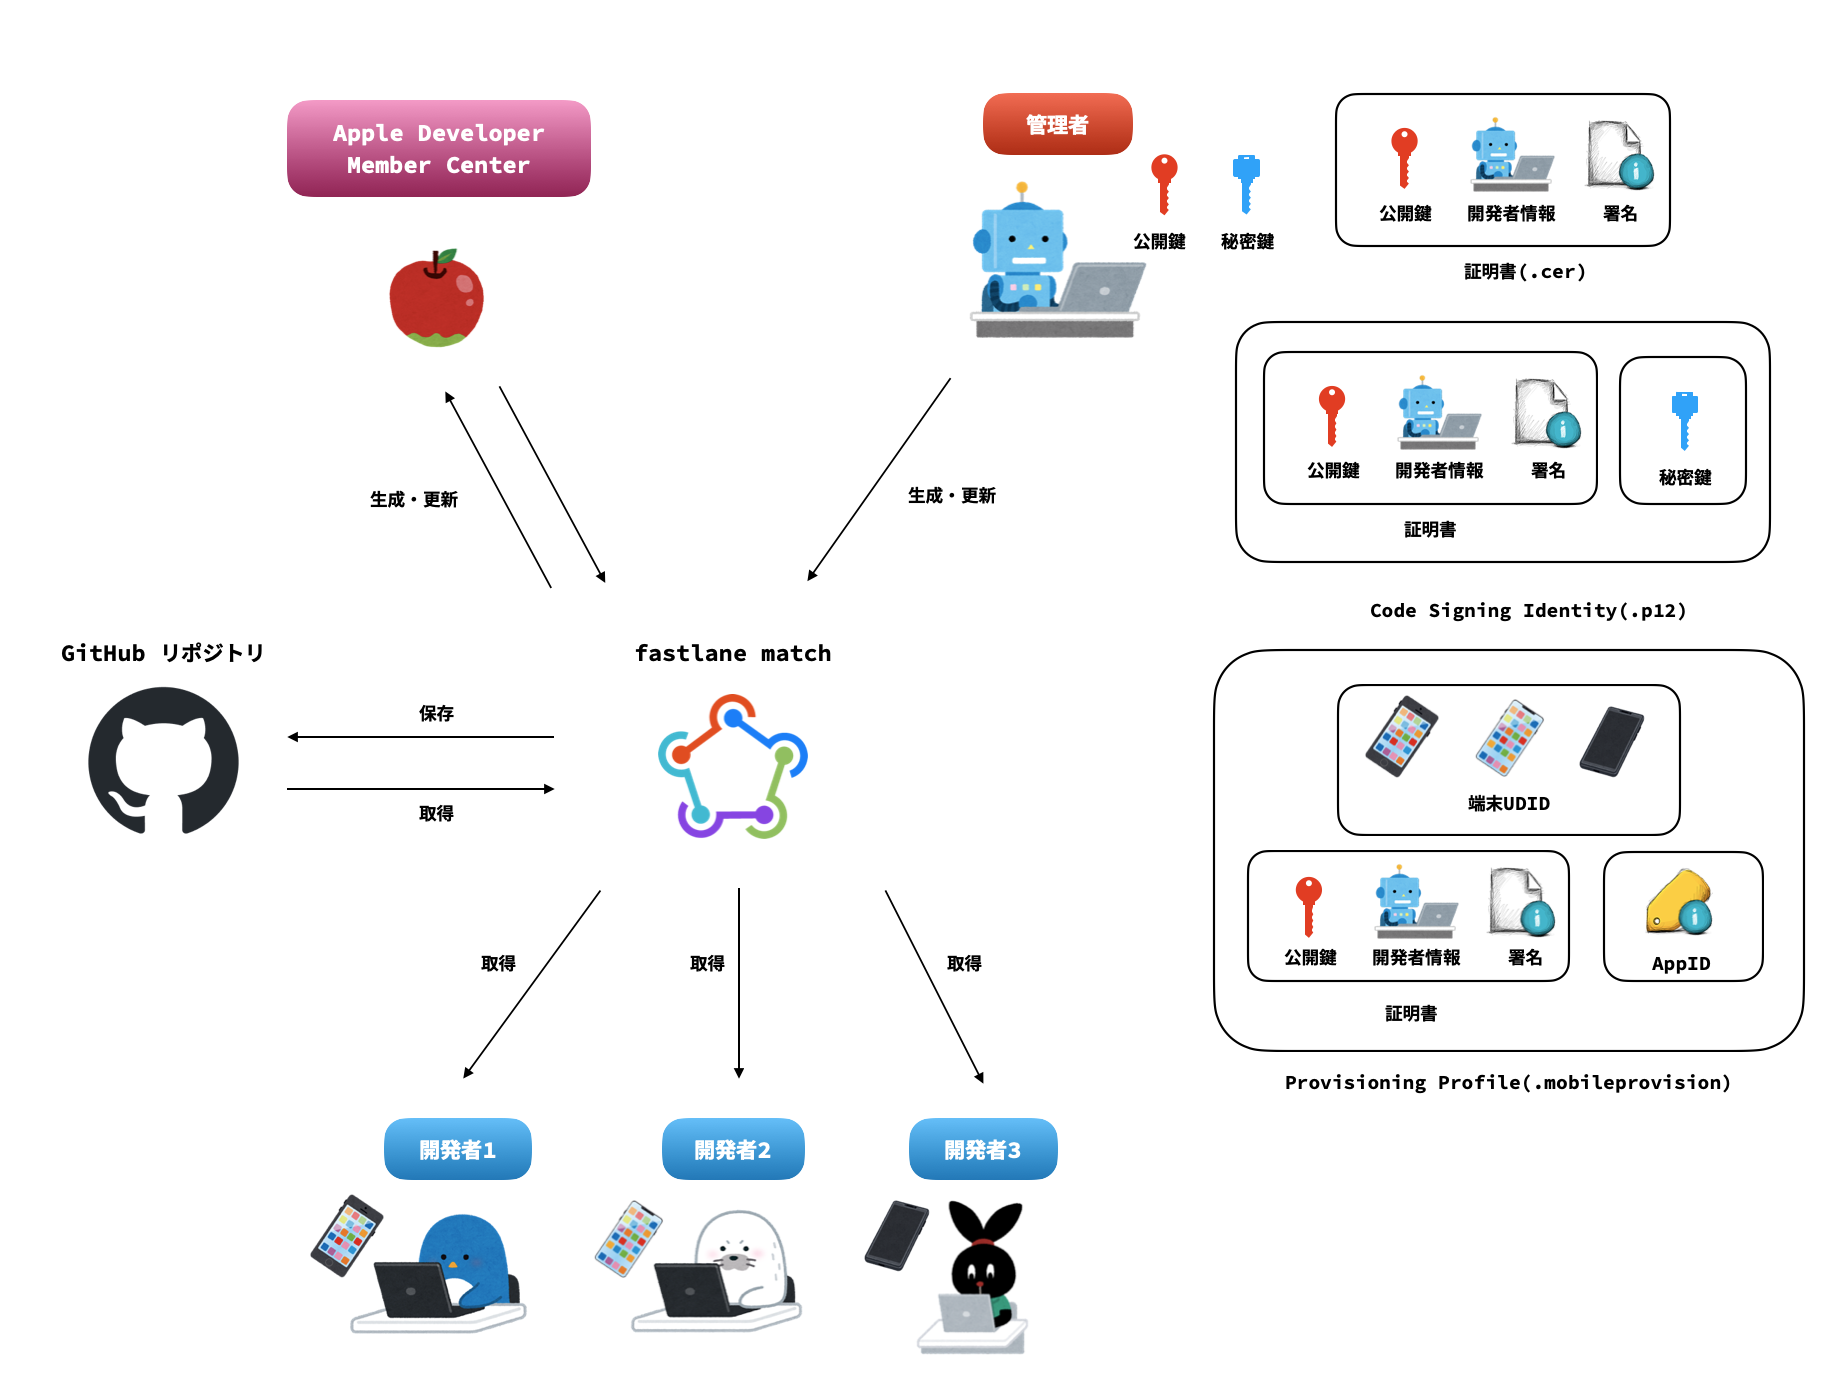 Apple Developer
Member Center
管理者
公開鍵
秘密鍵
公開鍵
開発者情報
署名
証明書(.cer)
公開鍵
開発者情報
署名
秘密鍵
証明書
Code Signing Identity(.p12)
生成・更新
生成・更新
GitHub リポジトリ
fastlane match
保存
取得
端末UDID
公開鍵
開発者情報
署名
AppID
証明書
Provisioning Profile(.mobileprovision)
取得
取得
取得
開発者1
開発者2
開発者3